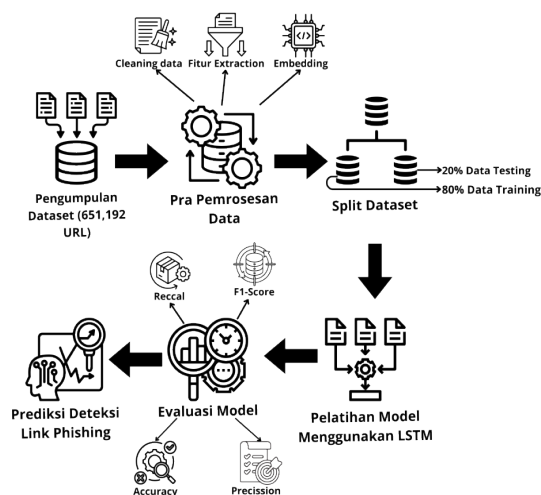 Cleaning data
Fitur Extraction
Embedding
Pengumpulan
Dataset (651,192
URL)
Pra Pemrosesan
Data
Split Dataset
20% Data Testing
80% Data Training
Reccal
F1-Score
Prediksi Deteksi
Link Phishing
Evaluasi Model
Pelatihan Model
Menggunakan LSTM
Accuracy
Precission